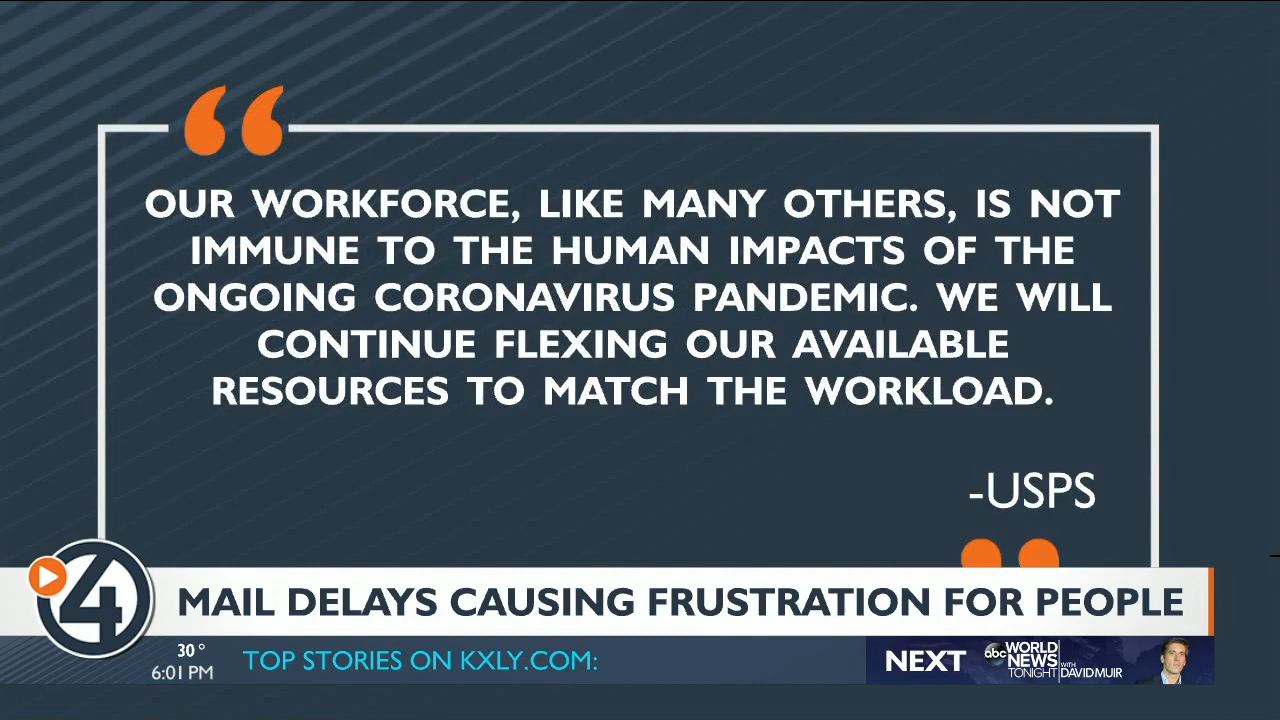 “
OUR WORKFORCE, LIKE MANY OTHERS, IS NOT
IMMUNE TO THE HUMAN IMPACTS OF THE
ONGOING CORONAVIRUS PANDEMIC. WE WILL
CONTINUE FLEXING OUR AVAILABLE
RESOURCES TO MATCH THE WORKLOAD.
-USPS
4
MAIL DELAYS CAUSING FRUSTRATION FOR PEOPLE
30°
6:01 PM
TOP STORIES ON KXLY.COM:
NEXT
abc
WORLD
NEWS
TONIGHT
WITH
DAVID MUIR